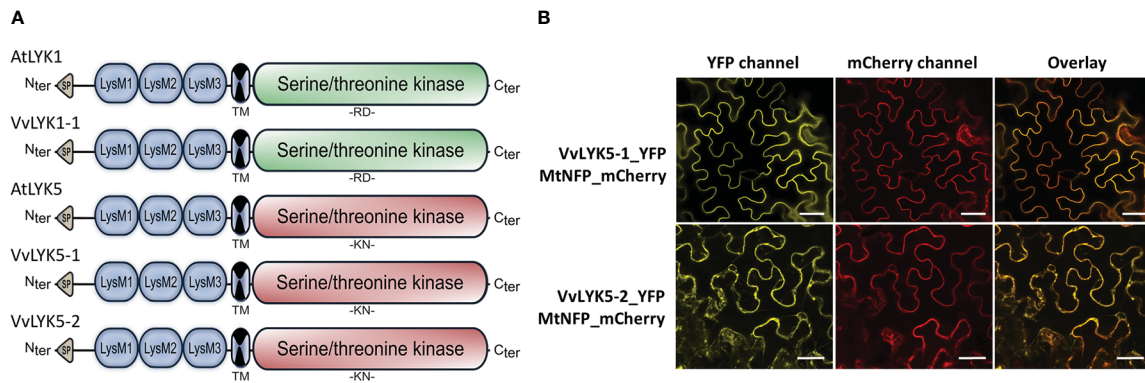 A
AtLYK1
Nter SP LysM1 LysM2 LysM3 Serine/threonine kinase Cter
TM -RD-
VvLYK1-1
Nter SP LysM1 LysM2 LysM3 Serine/threonine kinase Cter
TM -RD-
AtLYK5
Nter SP LysM1 LysM2 LysM3 Serine/threonine kinase Cter
TM -KN-
VvLYK5-1
Nter SP LysM1 LysM2 LysM3 Serine/threonine kinase Cter
TM -KN-
VvLYK5-2
Nter SP LysM1 LysM2 LysM3 Serine/threonine kinase Cter
TM -KN-
B
YFP channel mCherry channel Overlay
VvLYK5-1_YFP
MtNFP_mCherry
VvLYK5-2_YFP
MtNFP_mCherry